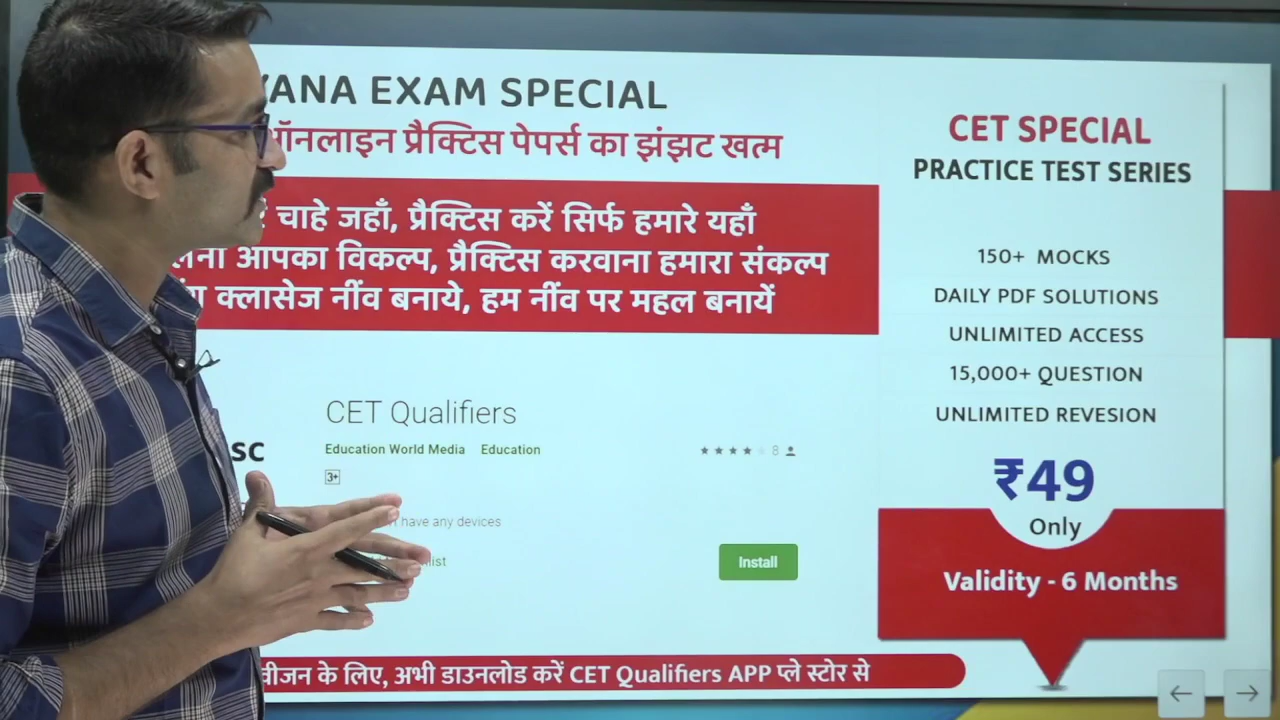 EXAM SPECIAL
प्रैक्टिस पेपर्स का झंझट खत्म
चाहे जहाँ, प्रैक्टिस करें सिर्फ हमारे यहाँ
आपका विकल्प, प्रैक्टिस करवाना हमारा संकल्प
क्लासेज नींव बनाये, हम नींव पर महल बनायें
CET Qualifiers
SC
Education World Media Education
8
3+
have any devices
Install
के लिए, अभी डाउनलोड करें CET Qualifiers APP प्ले स्टोर से
CET SPECIAL
PRACTICE TEST SERIES
150+ MOCKS
DAILY PDF SOLUTIONS
UNLIMITED ACCESS
15,000+ QUESTION
UNLIMITED REVESION
₹49
Only
Validity - 6 Months